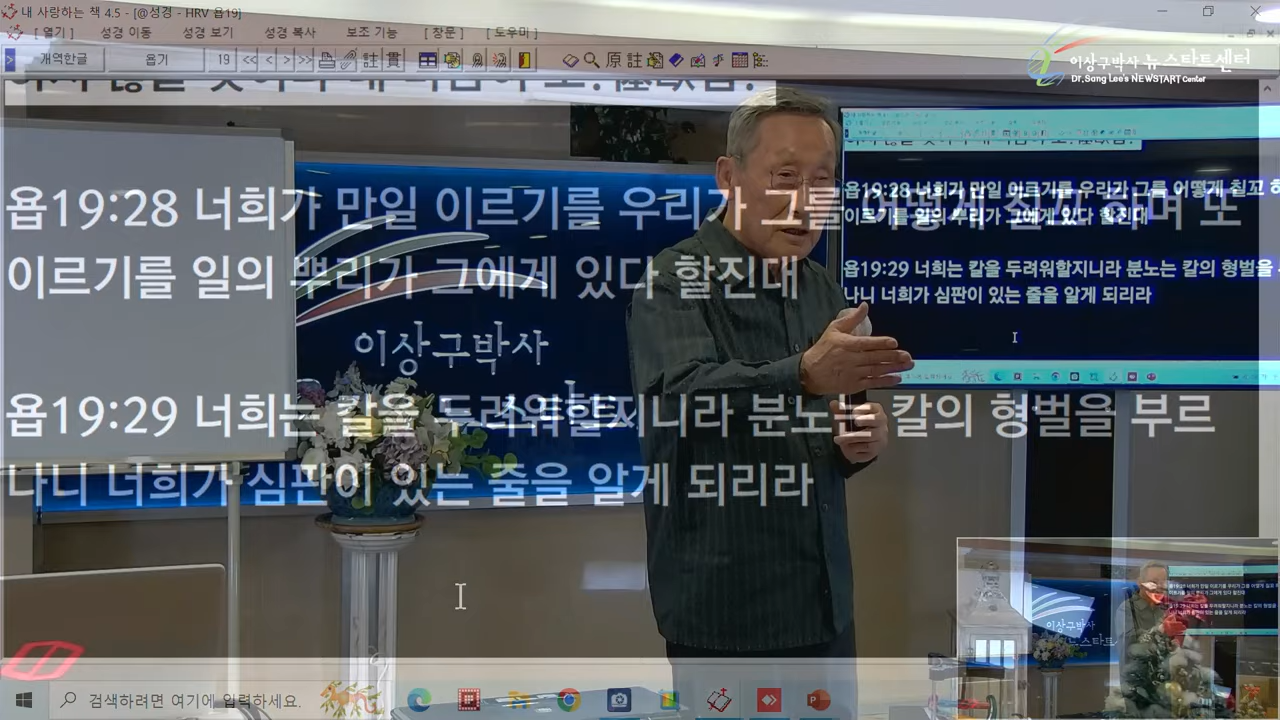 내 사랑하는 책 4.5 - [@성경 - HRV 욥19]
[ 열기 ] 성경 이동 성경 보기 성경 복사 보조 기능 [ 창문 ] [ 도우미 ]
개역한글 욥기 19 << < > >> 原 註
이상구박사 뉴스타트센터
Dr.Sang Lee's NEWSTART Center
욥19:28 너희가 만일 이르기를 우리가 그를 어떻게 칠꼬 하며 또
이르기를 일의 뿌리가 그에게 있다 할진대
욥19:29 너희는 칼을 두려워할지니라 분노는 칼의 형벌을 부르
나니 너희가 심판이 있는 줄을 알게 되리라
욥19:28 너희가 만일 이르기를 우리가 그를 어떻게 칠꼬
이르기를 일의 뿌리가 그에게 있다 할진대
욥19:29 너희는 칼을 두려워할지니라 분노는 칼의 형벌을
나니 너희가 심판이 있는 줄을 알게 되리라
이상구박사
이상구박사
뉴스타트
검색하려면 여기에 입력하세요.